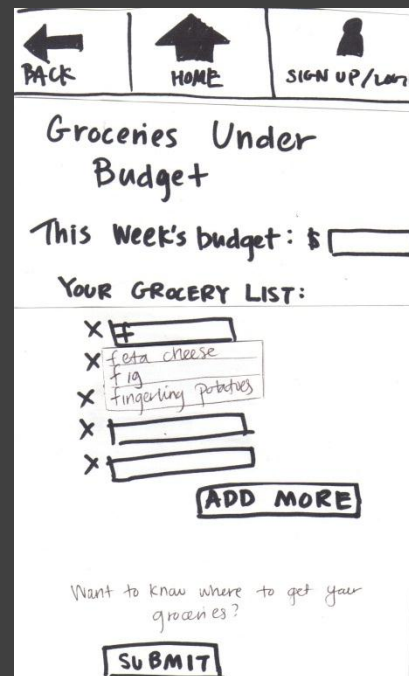 BACK
HOME
SIGN UP/LOGIN
Groceries Under
Budget
This Week's budget: $
YOUR GROCERY LIST:
X f
X feta cheese
fig
X fingerling potatoes
X
X
ADD MORE
Want to know where to get your
groceries?
SUBMIT